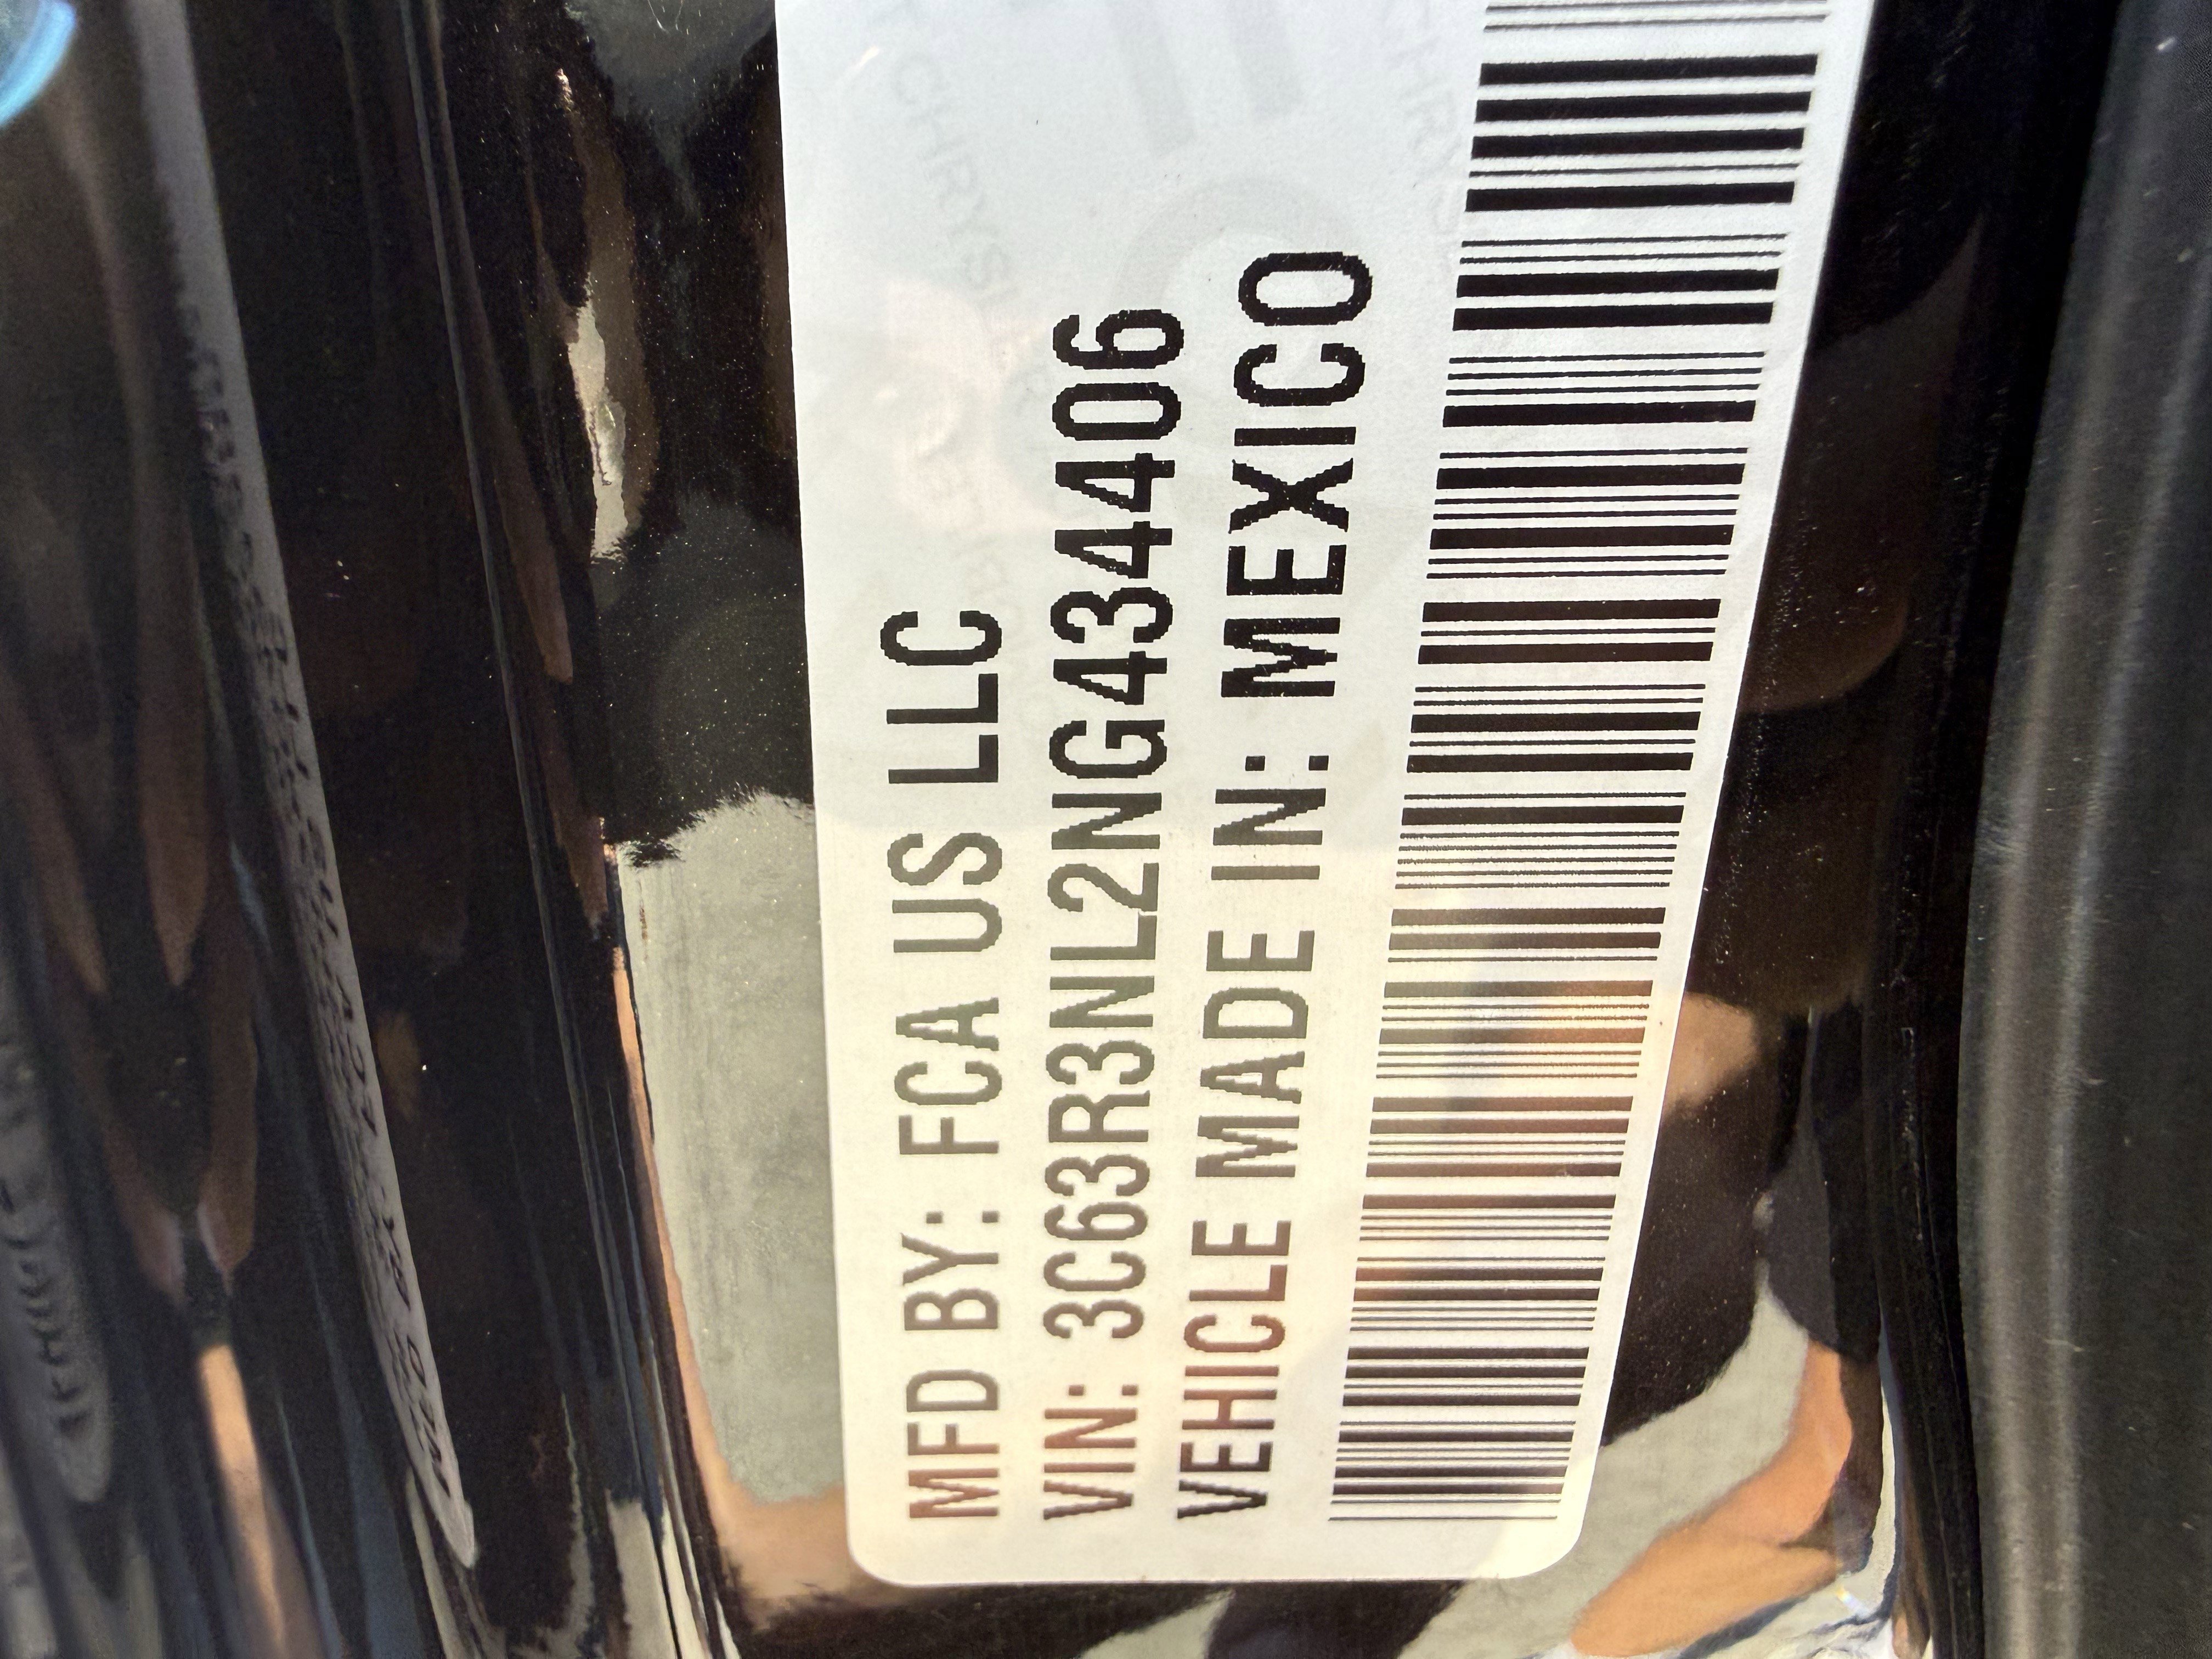 MFD BY: FCA US LLC
VIN: 3C63R3NL2NG434406
VEHICLE MADE IN: MEXICO